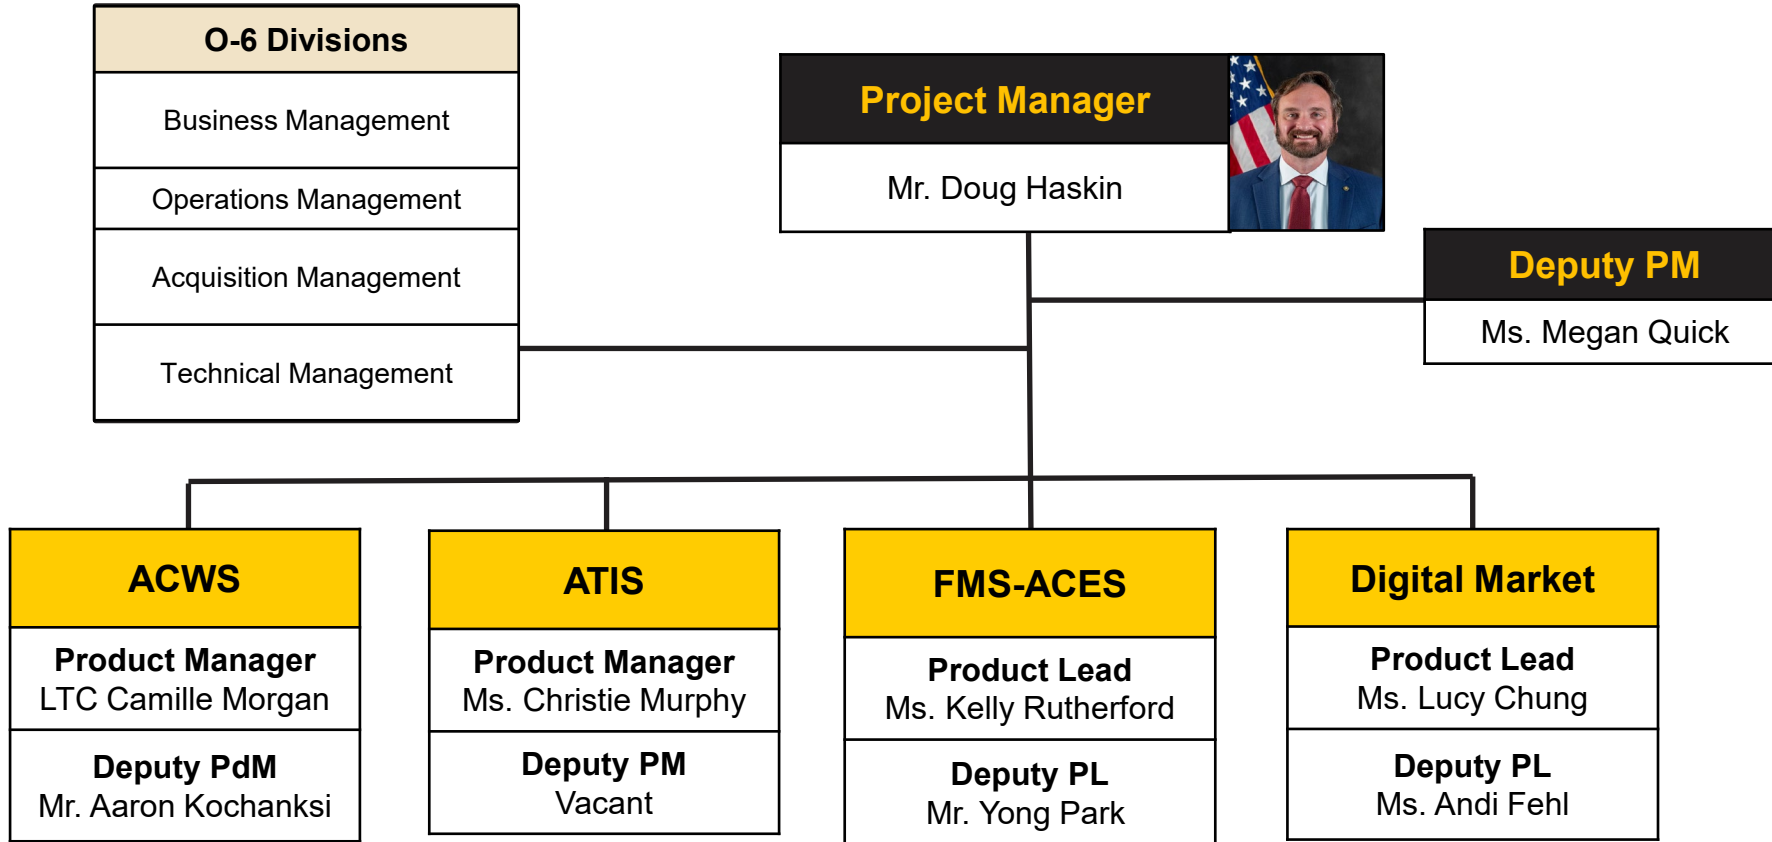 O-6 Divisions
Business Management
Operations Management
Acquisition Management
Technical Management
Project Manager
Mr. Doug Haskin
Deputy PM
Ms. Megan Quick
ACWS
Product Manager
LTC Camille Morgan
Deputy PdM
Mr. Aaron Kochanksi
ATIS
Product Manager
Ms. Christie Murphy
Deputy PM
Vacant
FMS-ACES
Product Lead
Ms. Kelly Rutherford
Deputy PL
Mr. Yong Park
Digital Market
Product Lead
Ms. Lucy Chung
Deputy PL
Ms. Andi Fehl